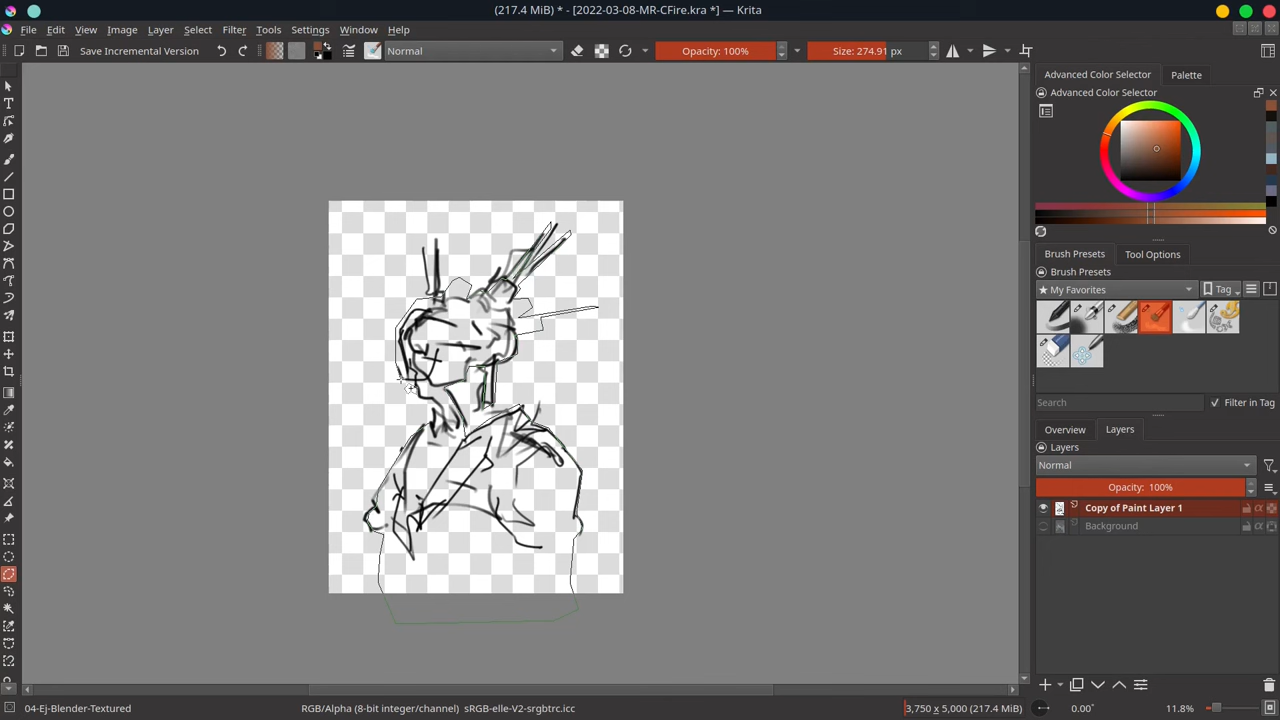 (217.4 MiB) * - [2022-03-08-MR-CFire.kra *] — Krita
File Edit View Image Layer Select Filter Tools Settings Window Help
Save Incremental Version Normal Opacity: 100% Size: 274.91 px
Advanced Color Selector Palette
Advanced Color Selector
Brush Presets Tool Options
Brush Presets
★ My Favorites Tag
Search Filter in Tag
Overview Layers
Layers
Normal
Opacity: 100%
Copy of Paint Layer 1
Background
04-Ej-Blender-Textured RGB/Alpha (8-bit integer/channel) sRGB-elle-V2-srgbtrc.icc 3,750 x 5,000 (217.4 MiB) 0.00° 11.8%